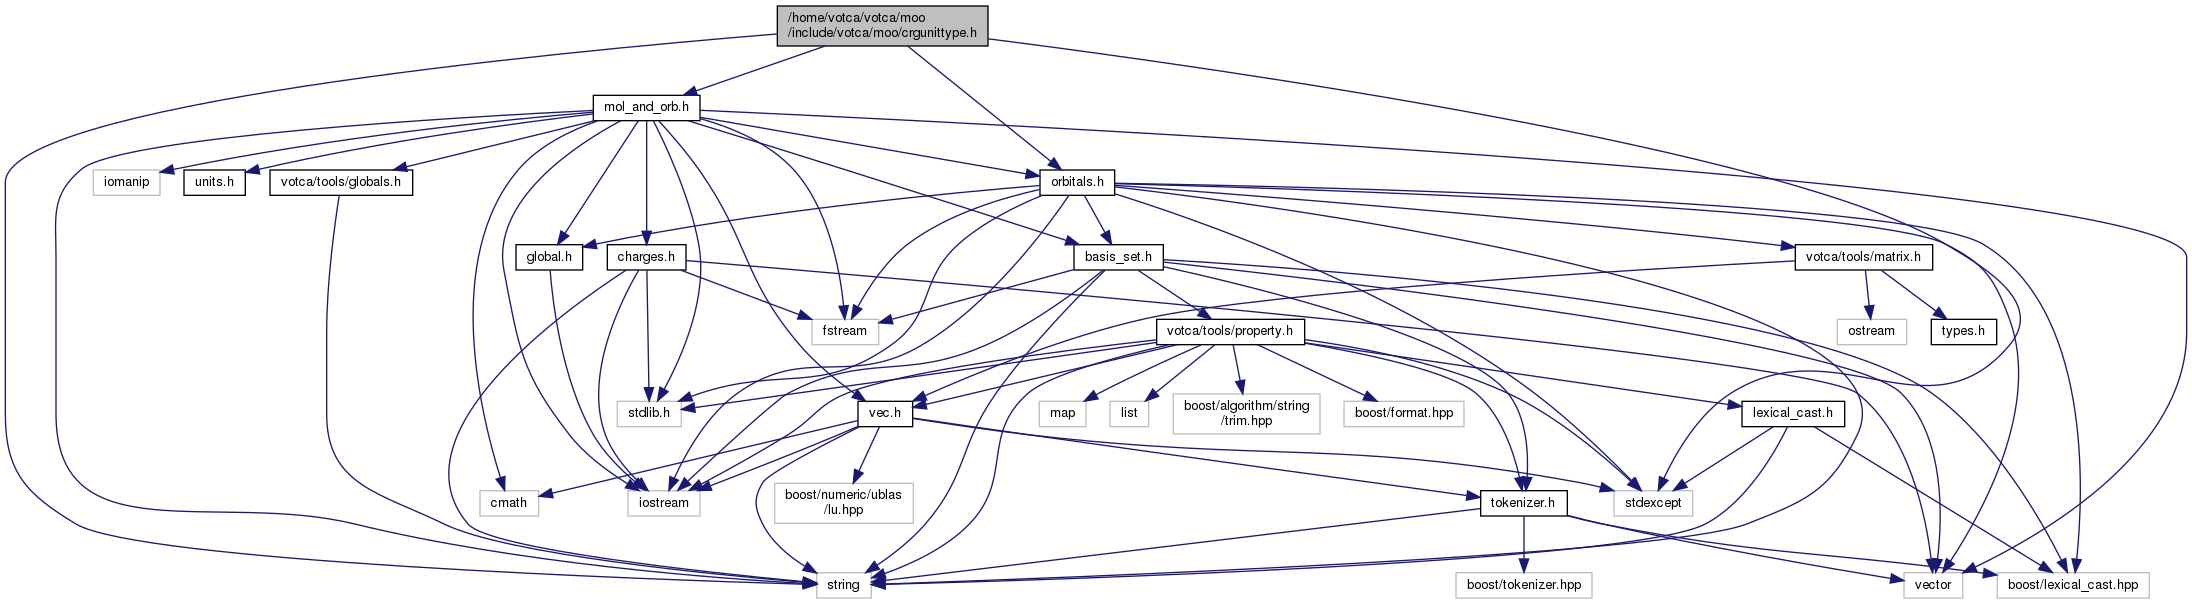 /home/votca/votca/moo
/include/votca/moo/crgunittype.h
mol_and_orb.h
iomanip
units.h
votca/tools/globals.h
orbitals.h
global.h
charges.h
basis_set.h
votca/tools/matrix.h
fstream
votca/tools/property.h
ostream
types.h
stdlib.h
vec.h
map
list
boost/algorithm/string
/trim.hpp
boost/format.hpp
lexical_cast.h
cmath
iostream
boost/numeric/ublas
/lu.hpp
tokenizer.h
stdexcept
string
boost/tokenizer.hpp
vector
boost/lexical_cast.hpp